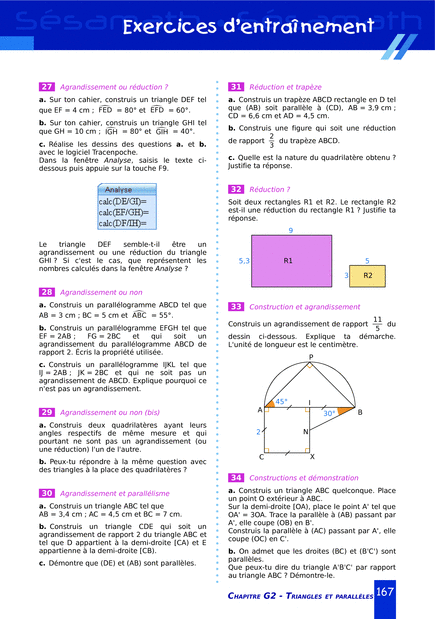 Sésamath
Sésamath
Exercices d'entraînement
27 Agrandissement ou réduction ?
a. Sur ton cahier, construis un triangle DEF tel
que EF = 4 cm ; FED = 80° et EFD = 60°.
b. Sur ton cahier, construis un triangle GHI tel
que GH = 10 cm ; IGH = 80° et GIH = 40°.
c. Réalise les dessins des questions a. et b.
avec le logiciel Tracenpoche.
Dans la fenêtre Analyse, saisis le texte ci-
dessous puis appuie sur la touche F9.
Analyse
calc(DE/GI)=
calc(EF/GH)=
calc(DF/IH)=
Le triangle DEF semble-t-il être un
agrandissement ou une réduction du triangle
GHI ? Si c'est le cas, que représentent les
nombres calculés dans la fenêtre Analyse ?
28 Agrandissement ou non
a. Construis un parallélogramme ABCD tel que
AB = 3 cm ; BC = 5 cm et ABC = 55°.
b. Construis un parallélogramme EFGH tel que
EF = 2AB ; FG = 2BC et qui soit un
agrandissement du parallélogramme ABCD de
rapport 2. Écris la propriété utilisée.
c. Construis un parallélogramme IJKL tel que
IJ = 2AB ; JK = 2BC et qui ne soit pas un
agrandissement de ABCD. Explique pourquoi ce
n'est pas un agrandissement.
29 Agrandissement ou non (bis)
a. Construis deux quadrilatères ayant leurs
angles respectifs de même mesure et qui
pourtant ne sont pas un agrandissement (ou
une réduction) l'un de l'autre.
b. Peux-tu répondre à la même question avec
des triangles à la place des quadrilatères ?
30 Agrandissement et parallélisme
a. Construis un triangle ABC tel que
AB = 3,4 cm ; AC = 4,5 cm et BC = 7 cm.
b. Construis un triangle CDE qui soit un
agrandissement de rapport 2 du triangle ABC et
tel que D appartient à la demi-droite [CA) et E
appartienne à la demi-droite [CB).
c. Démontre que (DE) et (AB) sont parallèles.
31 Réduction et trapèze
a. Construis un trapèze ABCD rectangle en D tel
que (AB) soit parallèle à (CD), AB = 3,9 cm ;
CD = 6,6 cm et AD = 4,5 cm.
b. Construis une figure qui soit une réduction
de rapport 2/3 du trapèze ABCD.
c. Quelle est la nature du quadrilatère obtenu ?
Justifie ta réponse.
32 Réduction ?
Soit deux rectangles R1 et R2. Le rectangle R2
est-il une réduction du rectangle R1 ? Justifie ta
réponse.
9
5,3 R1
5
3 R2
33 Construction et agrandissement
Construis un agrandissement de rapport 11/5 du
dessin ci-dessous. Explique ta démarche.
L'unité de longueur est le centimètre.
P
45° I
A 30° B
2 N
C X
34 Constructions et démonstration
a. Construis un triangle ABC quelconque. Place
un point O extérieur à ABC.
Sur la demi-droite [OA), place le point A' tel que
OA' = 3OA. Trace la parallèle à (AB) passant par
A', elle coupe (OB) en B'.
Construis la parallèle à (AC) passant par A', elle
coupe (OC) en C'.
b. On admet que les droites (BC) et (B'C') sont
parallèles.
Que peux-tu dire du triangle A'B'C' par rapport
au triangle ABC ? Démontre-le.
CHAPITRE G2 - TRIANGLES ET PARALLÈLES 167